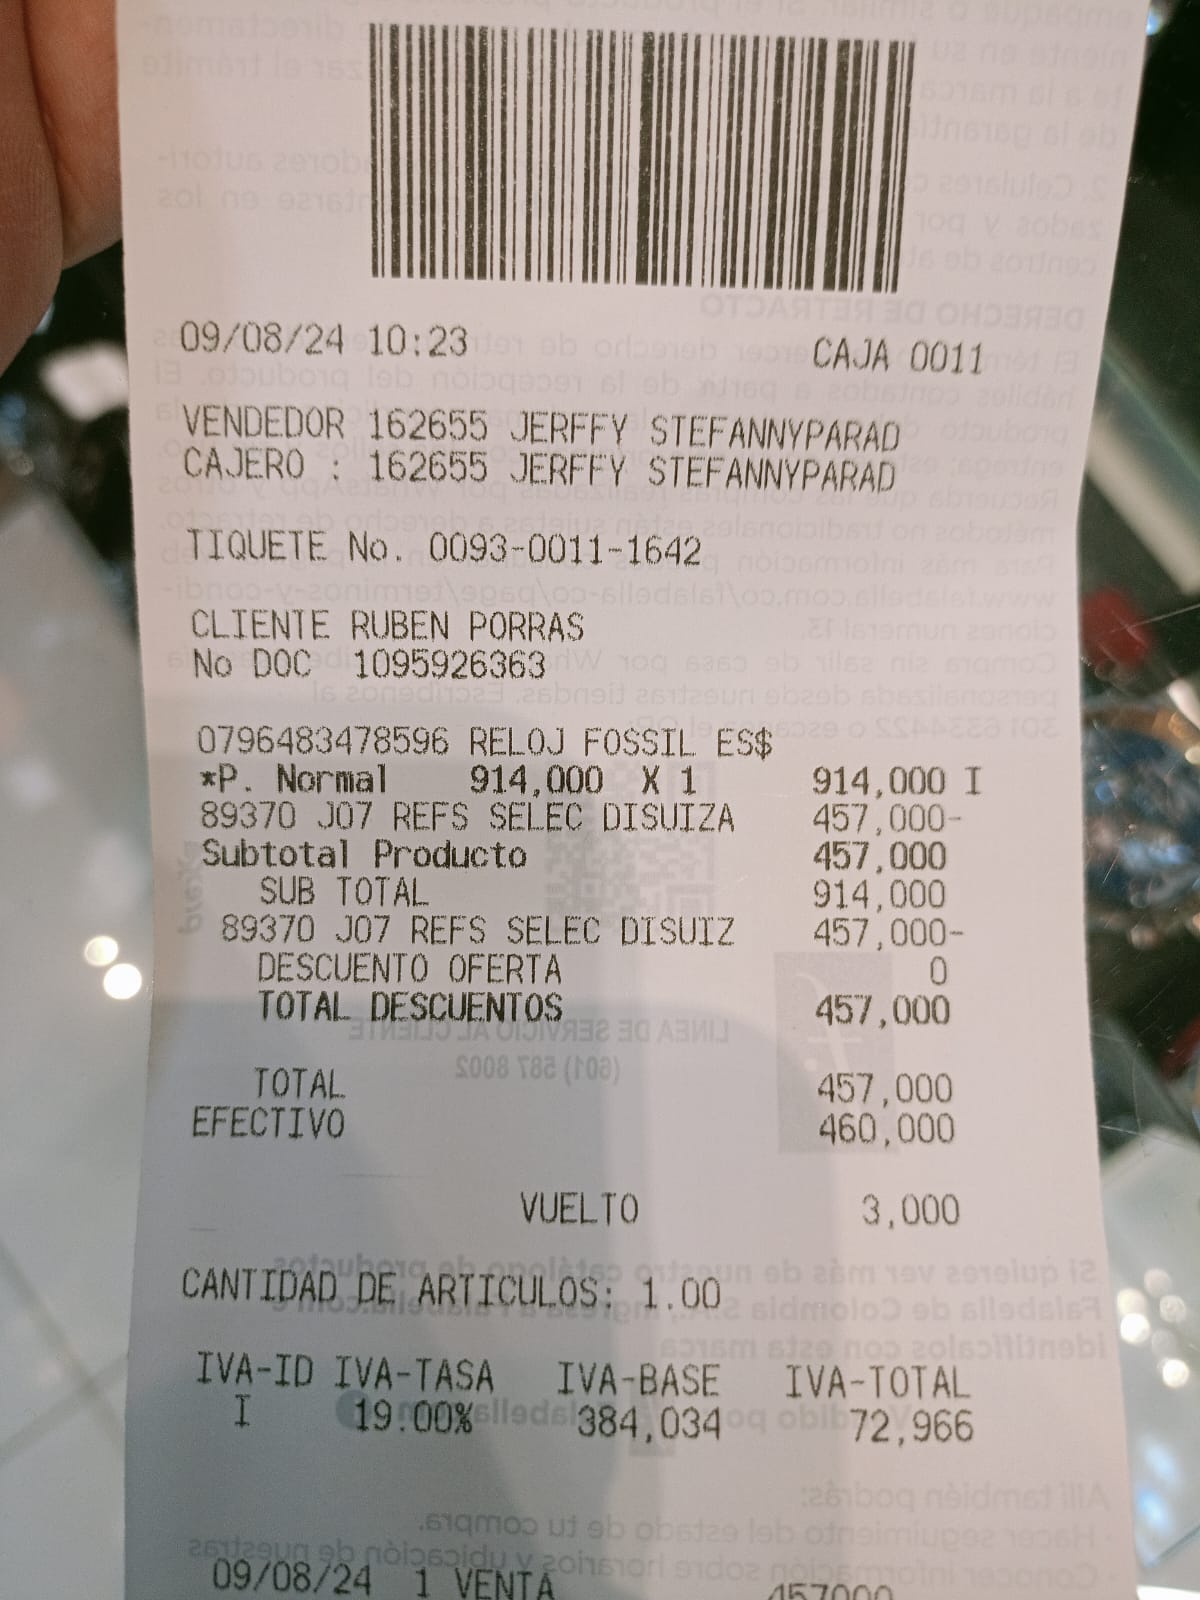 09/08/24 10:23 CAJA 0011
VENDEDOR 162655 JERFFY STEFANNYPARAD
CAJERO : 162655 JERFFY STEFANNYPARAD
TIQUETE No. 0093-0011-1642
CLIENTE RUBEN PORRAS
No DOC 1095926363
0796483478596 RELOJ FOSSIL ES$
*P. Normal 914,000 X 1 914,000 I
89370 J07 REFS SELEC DISUIZA 457,000-
Subtotal Producto 457,000
SUB TOTAL 914,000
89370 J07 REFS SELEC DISUIZ 457,000-
DESCUENTO OFERTA 0
TOTAL DESCUENTOS 457,000
TOTAL 457,000
EFECTIVO 460,000
VUELTO 3,000
CANTIDAD DE ARTICULOS: 1.00
IVA-ID IVA-TASA IVA-BASE IVA-TOTAL
I 19.00% 384,034 72,966
09/08/24 1 VENTA 457000